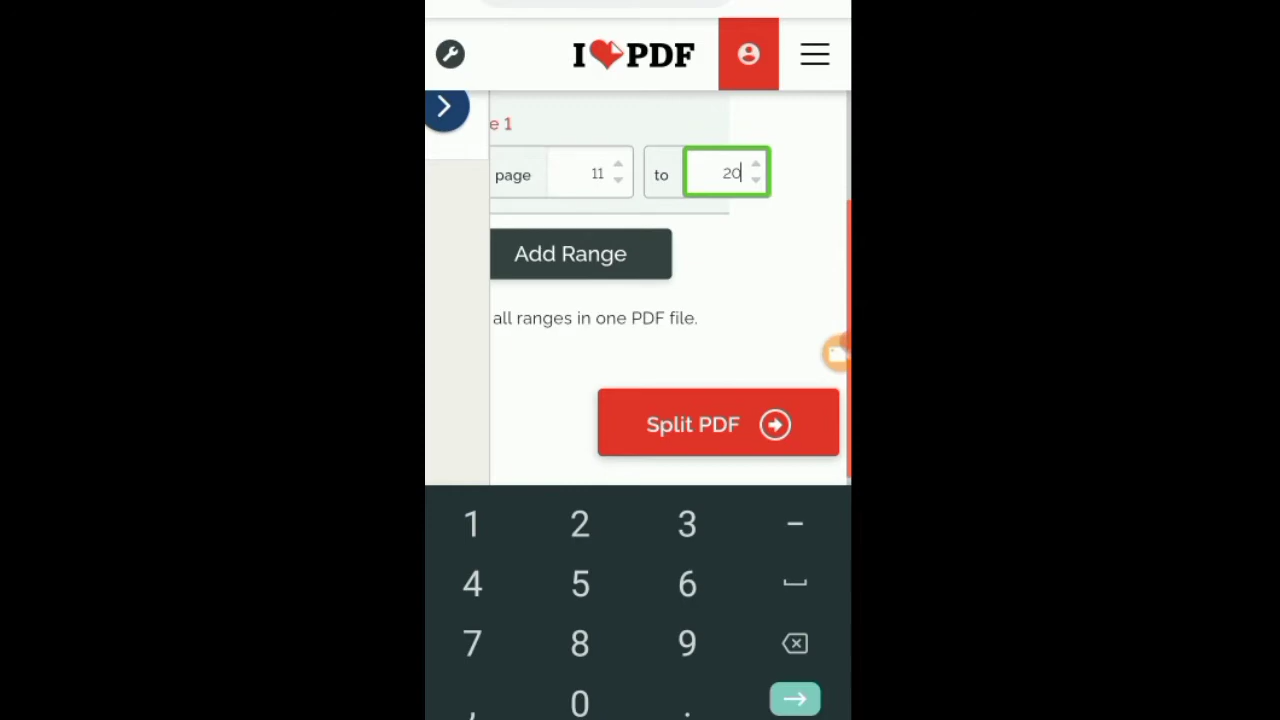 I PDF
e 1
page 11 to 20
Add Range
all ranges in one PDF file.
Split PDF
1 2 3 -
4 5 6
7 8 9
, 0 .